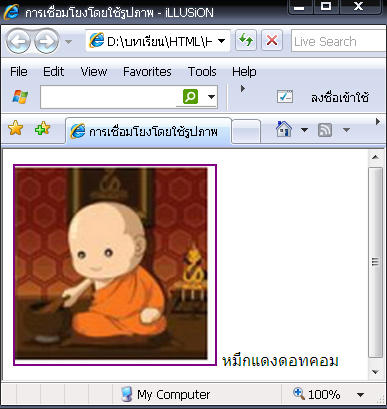 การเชื่อมโยงโดยใช้รูปภาพ - iLLUSiON
D:\บทเรียน\HTML\H
Live Search
File Edit View Favorites Tools Help
ลงชื่อเข้าใช้
การเชื่อมโยงโดยใช้รูปภาพ
หมึกแดงดอทคอม
My Computer 100%